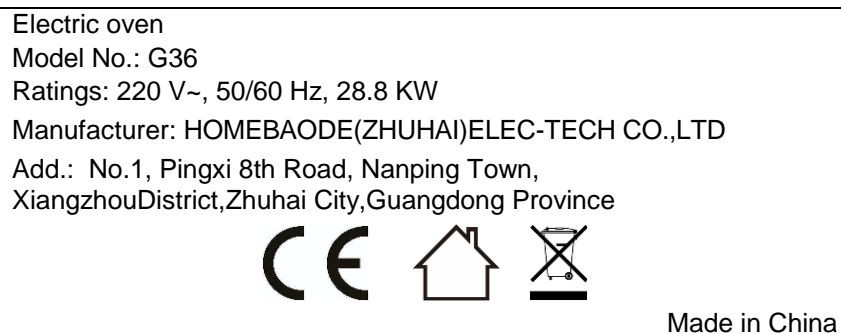 Electric oven
Model No.: G36
Ratings: 220 V~, 50/60 Hz, 28.8 KW
Manufacturer: HOMEBAODE(ZHUHAI)ELEC-TECH CO.,LTD
Add.:  No.1, Pingxi 8th Road, Nanping Town,
XiangzhouDistrict,Zhuhai City,Guangdong Province
CE
Made in China